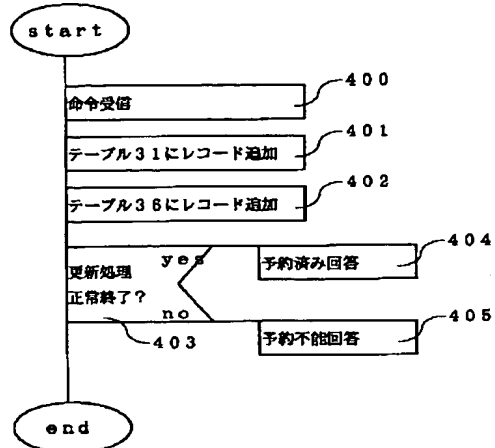 start
400
命令受信
401
テーブル31にレコード追加
402
テーブル36にレコード追加
404
yes
予約済み回答
更新処理
正常終了?
405
no
予約不能回答
403
end